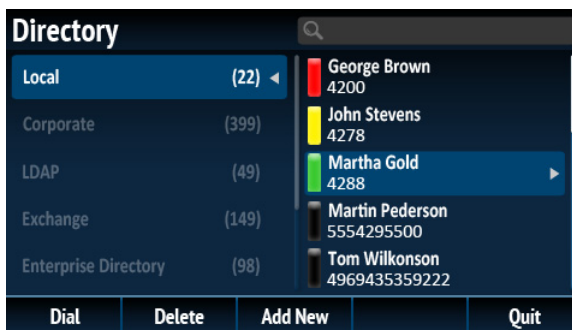 Directory
Local (22)
Corporate (399)
LDAP (49)
Exchange (149)
Enterprise Directory (98)
George Brown
4200
John Stevens
4278
Martha Gold
4288
Martin Pederson
5554295500
Tom Wilkonson
4969435359222
Dial Delete Add New Quit